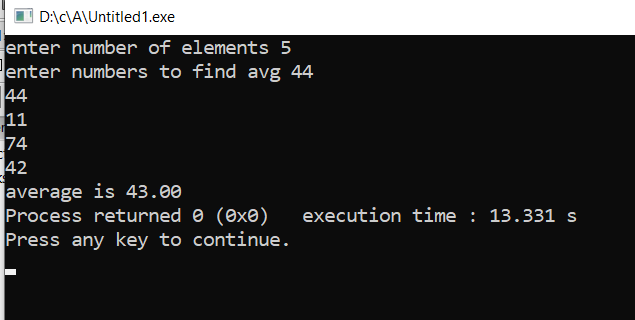 D:\c\A\Untitled1.exe
enter number of elements 5
enter numbers to find avg 44
44
11
74
42
average is 43.00
Process returned 0 (0x0)   execution time : 13.331 s
Press any key to continue.